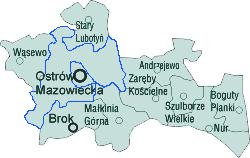 Stary
Lubotyń
Wąsewo
Andrzejewo
Ostrów
Mazowiecka
Zaręby
Kościelne
Boguty
Pianki
Małkinia
Górna
Szulborze
Wielkie
Brok
Nur